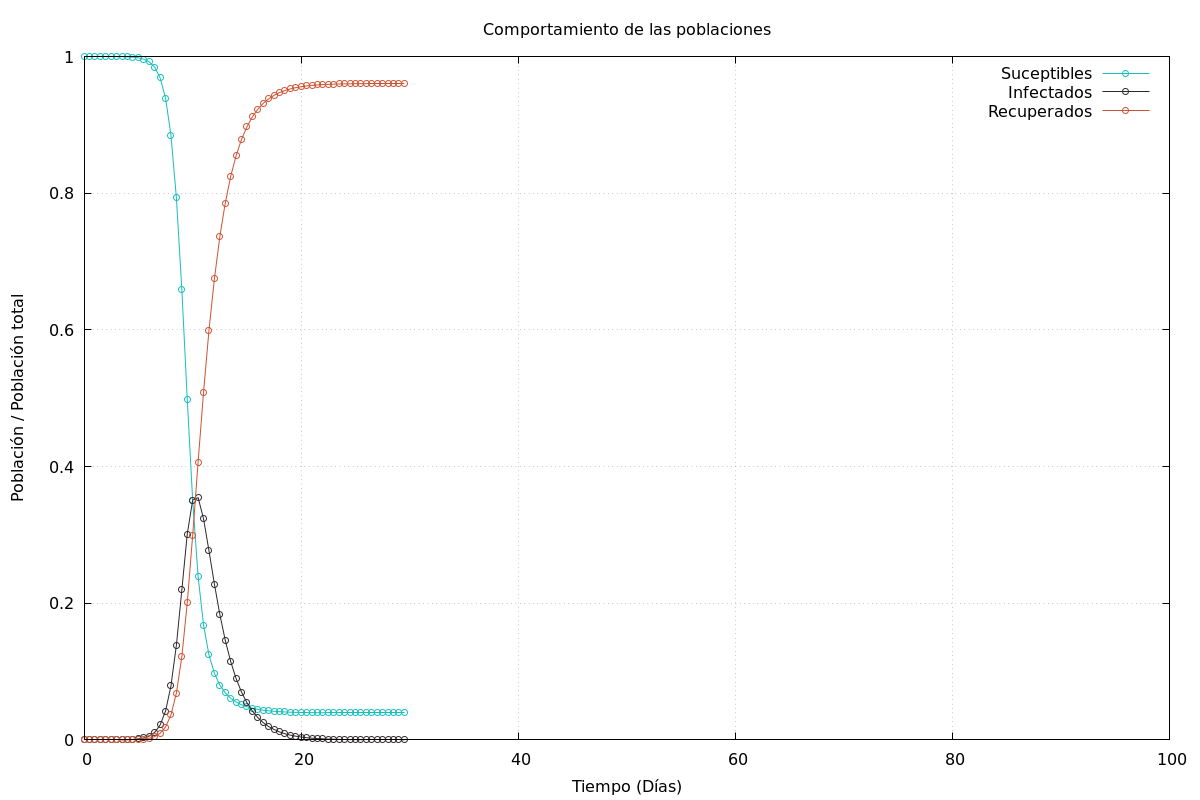 Comportamiento de las poblaciones
1
0.8
0.6
0.4
0.2
0
Población / Población total
Suceptibles
Infectados
Recuperados
0 20 40 60 80 100
Tiempo (Días)